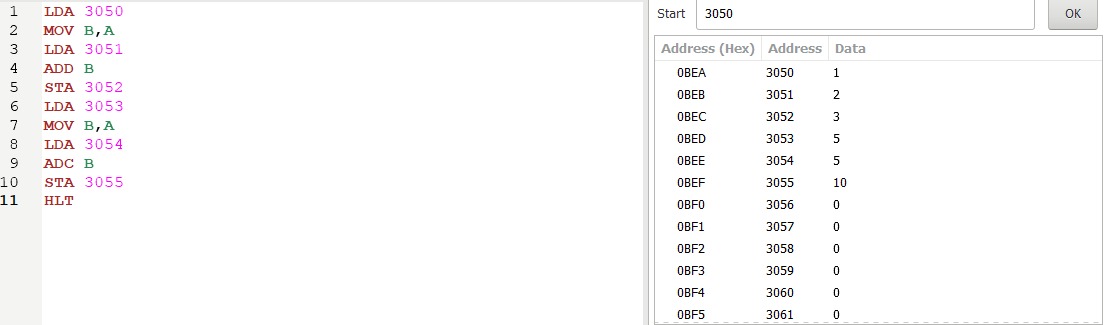 1 LDA 3050
2 MOV B,A
3 LDA 3051
4 ADD B
5 STA 3052
6 LDA 3053
7 MOV B,A
8 LDA 3054
9 ADC B
10 STA 3055
11 HLT
Start 3050 OK
Address (Hex) Address Data
0BEA 3050 1
0BEB 3051 2
0BEC 3052 3
0BED 3053 5
0BEE 3054 5
0BEF 3055 10
0BF0 3056 0
0BF1 3057 0
0BF2 3058 0
0BF3 3059 0
0BF4 3060 0
0BF5 3061 0